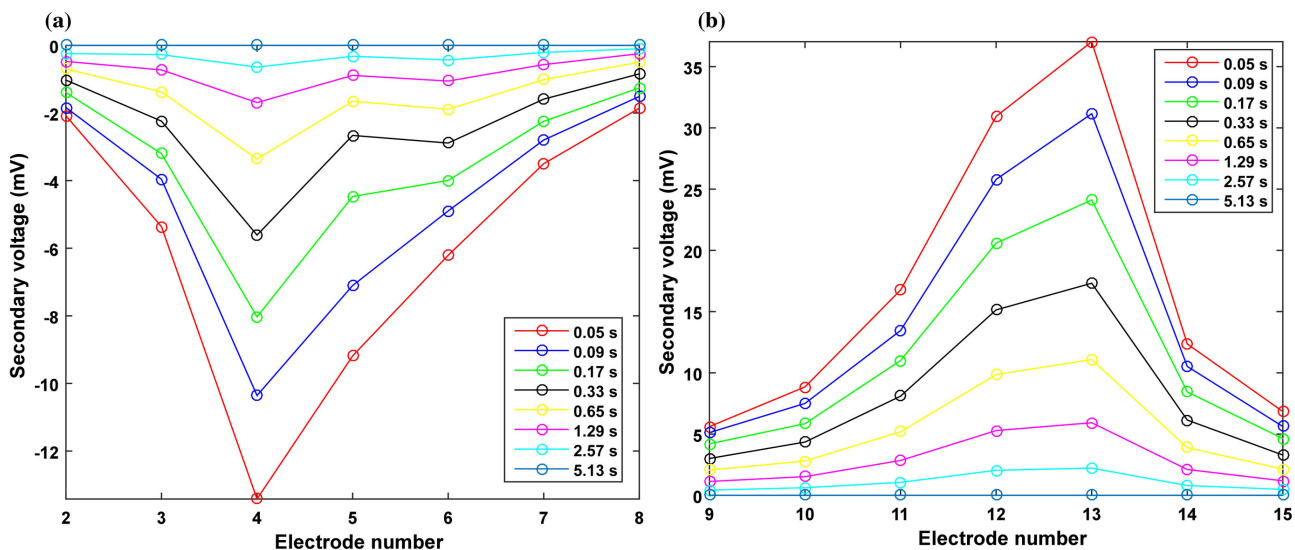 (a)
Secondary voltage (mV)
0
-2
-4
-6
-8
-10
-12
2 3 4 5 6 7 8
Electrode number
0.05 s
0.09 s
0.17 s
0.33 s
0.65 s
1.29 s
2.57 s
5.13 s
(b)
Secondary voltage (mV)
35
30
25
20
15
10
5
0
9 10 11 12 13 14 15
Electrode number
0.05 s
0.09 s
0.17 s
0.33 s
0.65 s
1.29 s
2.57 s
5.13 s